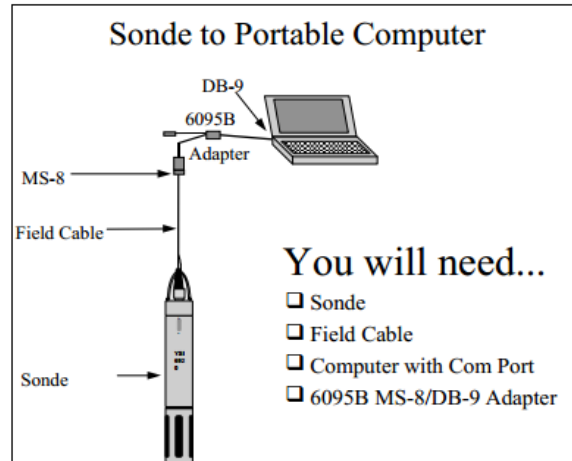 Sonde to Portable Computer
DB-9
6095B
Adapter
MS-8
Field Cable
You will need...
❑ Sonde
❑ Field Cable
❑ Computer with Com Port
❑ 6095B MS-8/DB-9 Adapter
Sonde
YSI